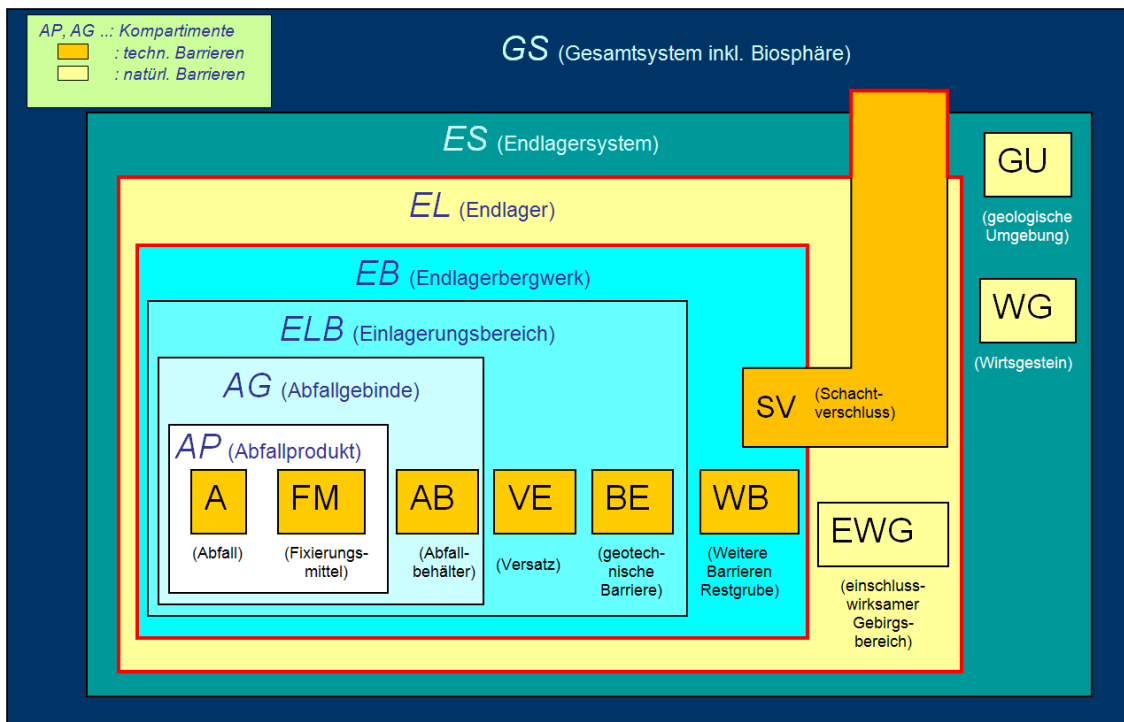 AP, AG ..: Kompartimente
: techn. Barrieren
: natürl. Barrieren
GS (Gesamtsystem inkl. Biosphäre)
ES (Endlagersystem)
GU
(geologische
Umgebung)
EL (Endlager)
EB (Endlagerbergwerk)
WG
(Wirtsgestein)
ELB (Einlagerungsbereich)
AG (Abfallgebinde)
SV (Schacht-
verschluss)
AP (Abfallprodukt)
A
(Abfall)
FM
(Fixierungs-
mittel)
AB
(Abfall-
behälter)
VE
(Versatz)
BE
(geotech-
nische
Barriere)
WB
(Weitere
Barrieren
Restgrube)
EWG
(einschluss-
wirksamer
Gebirgs-
bereich)